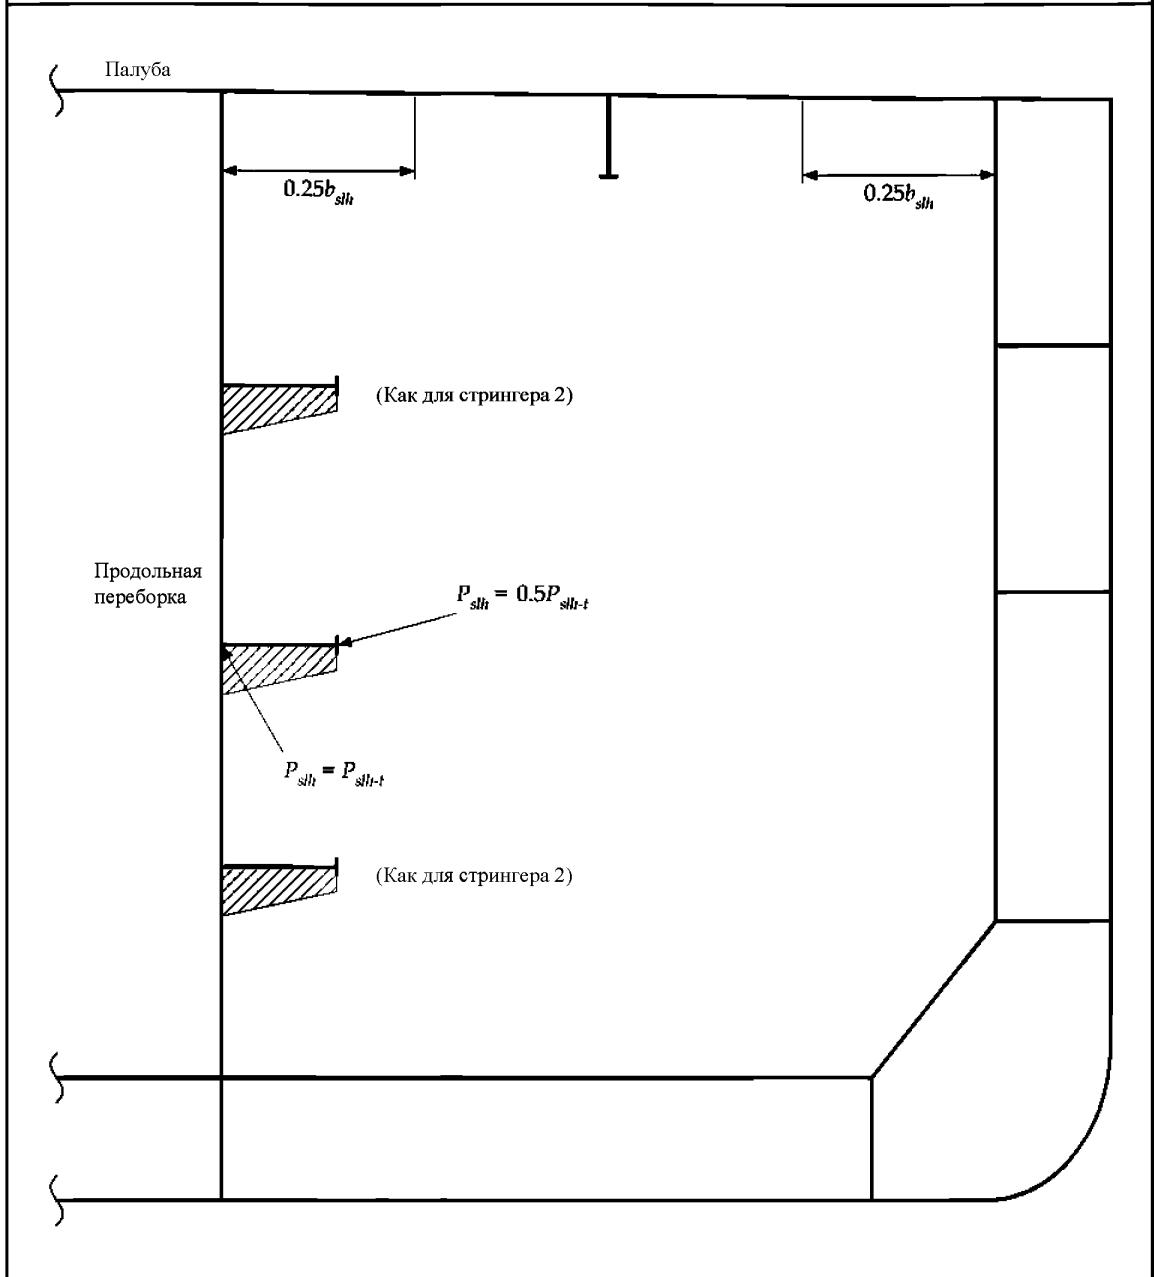 Палуба
0.25b_slh
0.25b_slh
(Как для стрингера 2)
Продольная
переборка
P_slh = 0.5P_slh-t
P_slh = P_slh-t
(Как для стрингера 2)